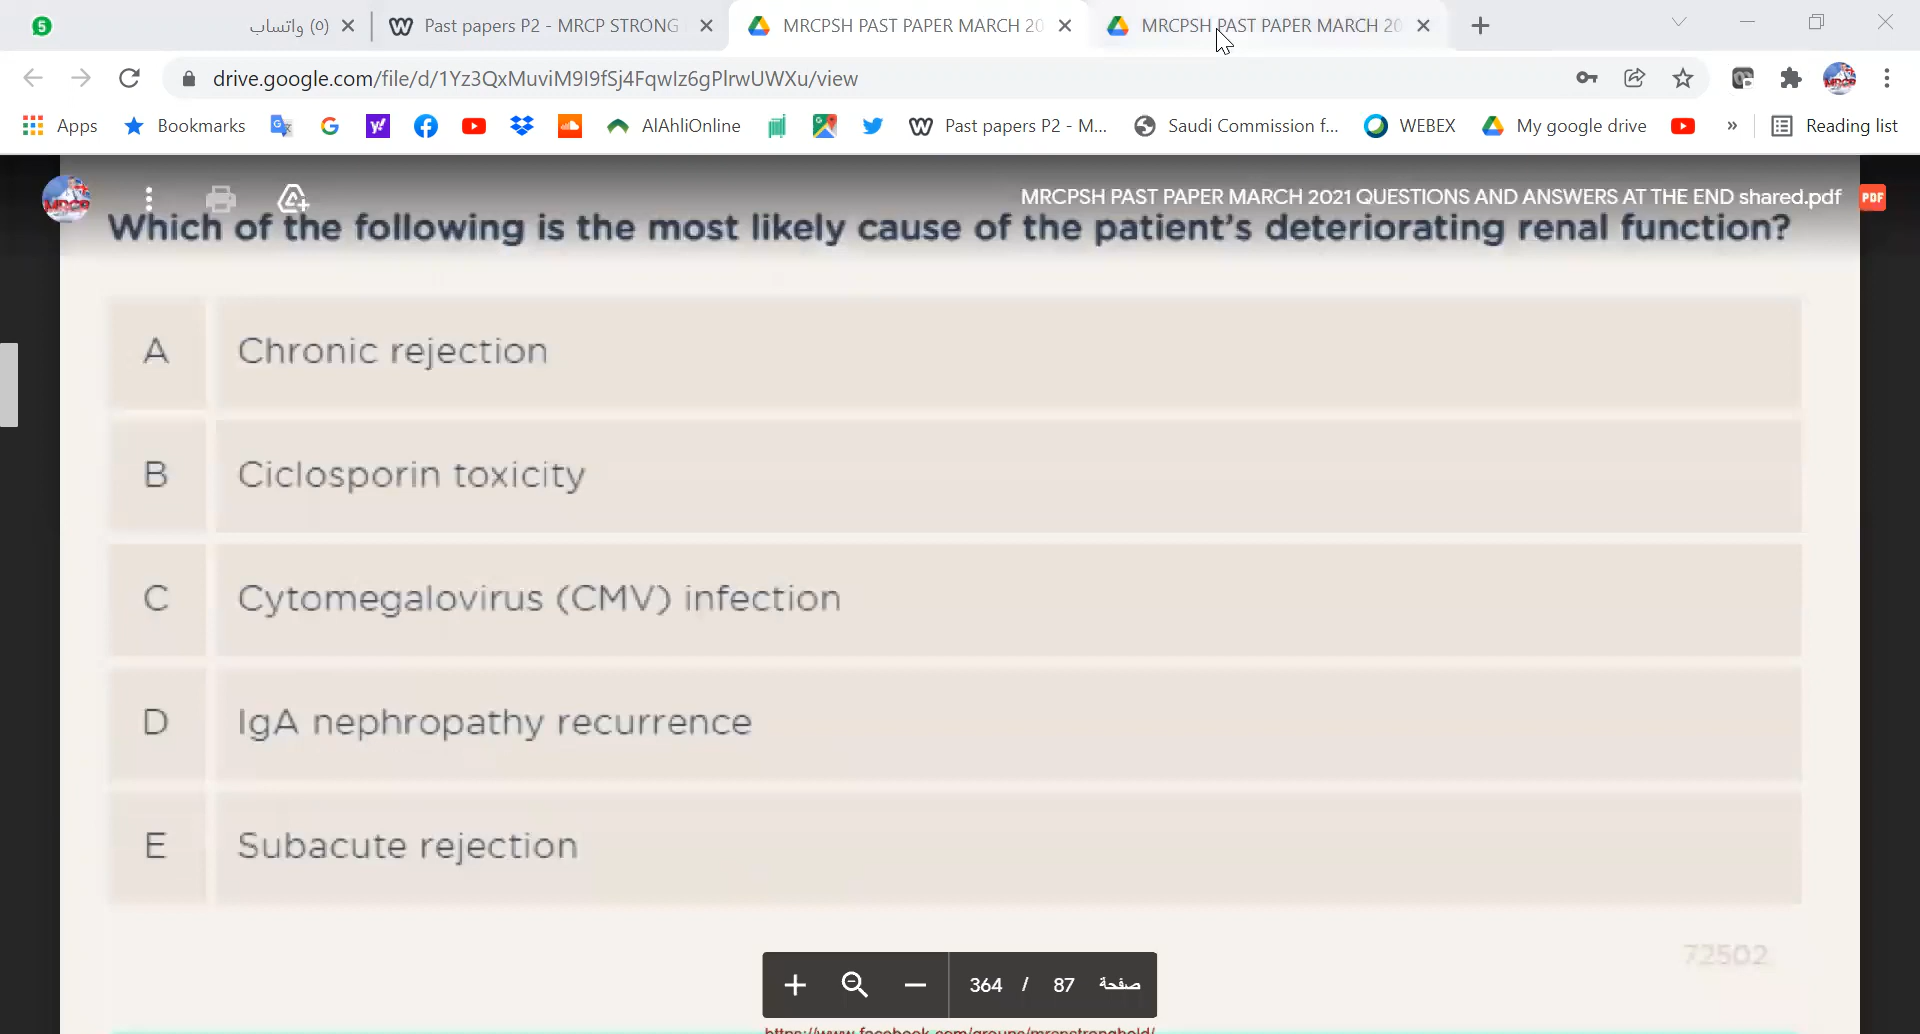 5
واتساب (٥)
Past papers P2 - MRCP STRONG
MRCPSH PAST PAPER MARCH 20
MRCPSH PAST PAPER MARCH 20
drive.google.com/file/d/1Yz3QxMuviM9I9fSj4FqwIz6gPlrwUWXu/view
Apps
Bookmarks
AlAhliOnline
Past papers P2 - M...
Saudi Commission f...
WEBEX
My google drive
»
Reading list
MRCPSH PAST PAPER MARCH 2021 QUESTIONS AND ANSWERS AT THE END shared.pdf
PDF
Which of the following is the most likely cause of the patient's deteriorating renal function?
A Chronic rejection
B Ciclosporin toxicity
C Cytomegalovirus (CMV) infection
D IgA nephropathy recurrence
E Subacute rejection
72502
364 / 87 صفحة